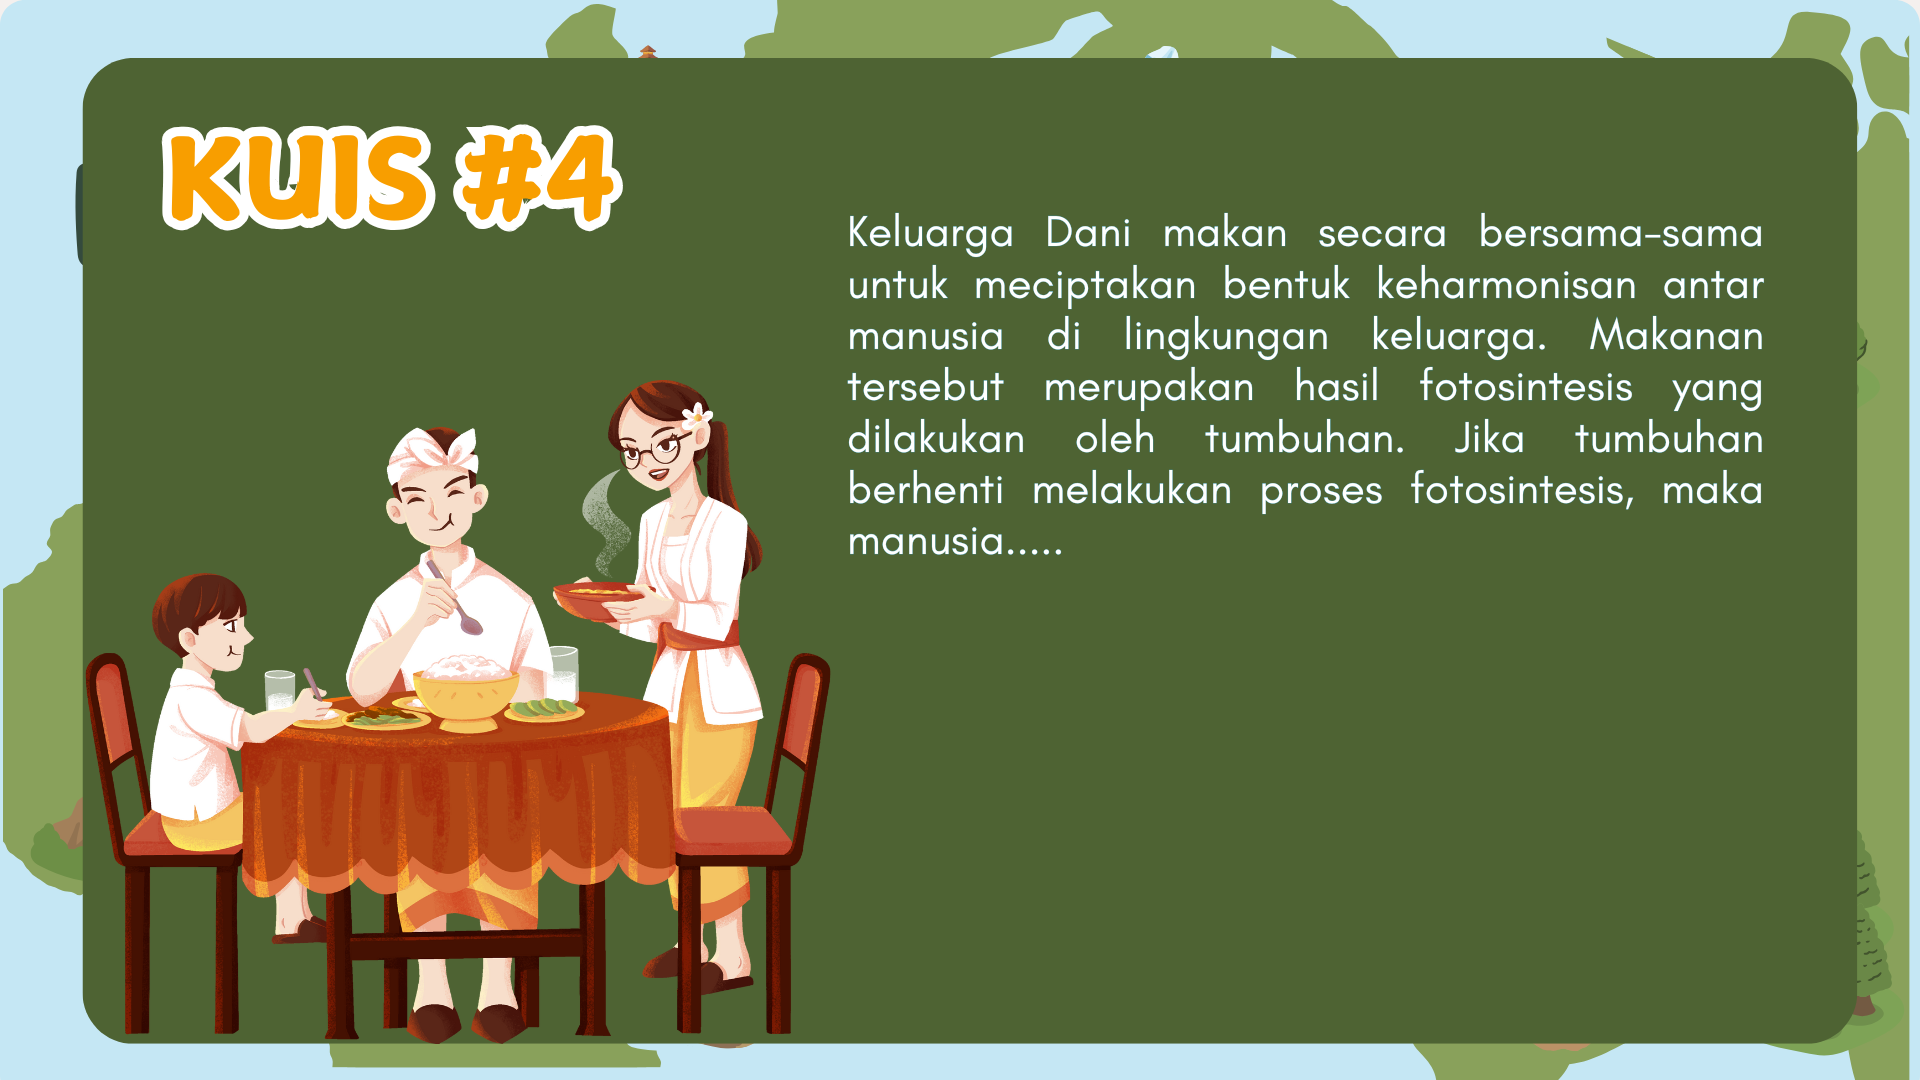 KUIS #4
Keluarga Dani makan secara bersama-sama
untuk meciptakan bentuk keharmonisan antar
manusia di lingkungan keluarga. Makanan
tersebut merupakan hasil fotosintesis yang
dilakukan oleh tumbuhan. Jika tumbuhan
berhenti melakukan proses fotosintesis, maka
manusia.....